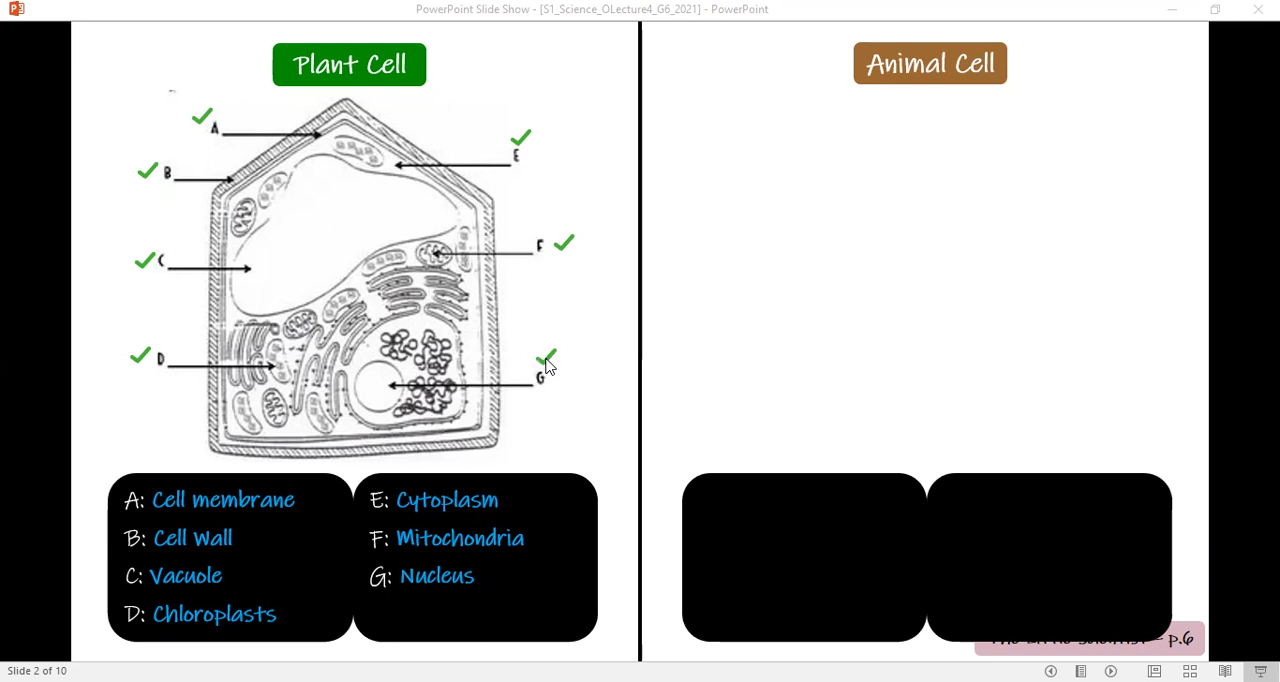 PowerPoint Slide Show - [S1_Science_OLecture4_G6_2021] - PowerPoint
Plant Cell
Animal Cell
A
B
C
D
E
F
G
A: Cell membrane
B: Cell Wall
C: Vacuole
D: Chloroplasts
E: Cytoplasm
F: Mitochondria
G: Nucleus
p.6
Slide 2 of 10